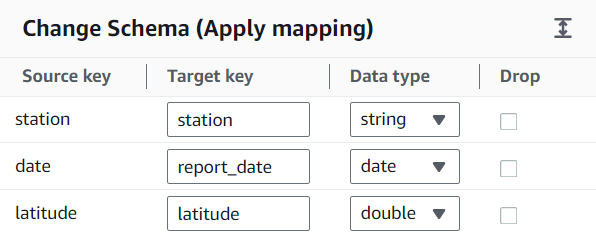 Change Schema (Apply mapping)
Source key Target key Data type Drop
station station string
date report_date date
latitude latitude double